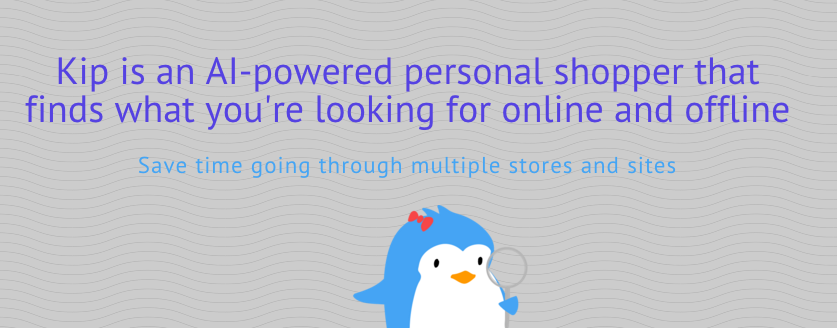 Kip is an AI-powered personal shopper that
finds what you're looking for online and offline
Save time going through multiple stores and sites